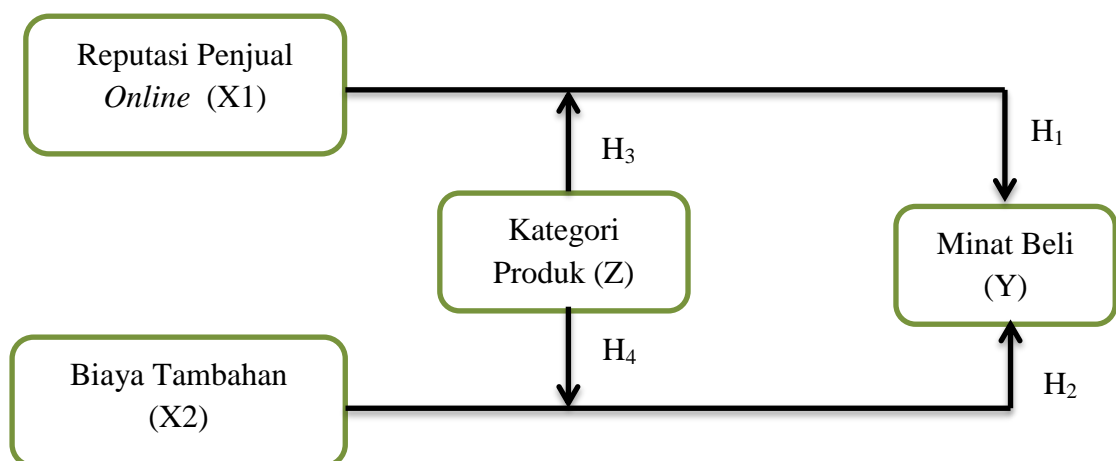 Reputasi Penjual
Online (X1)
H₁
H₃
Kategori
Produk (Z)
Minat Beli
(Y)
H₄
Biaya Tambahan
(X2)
H₂